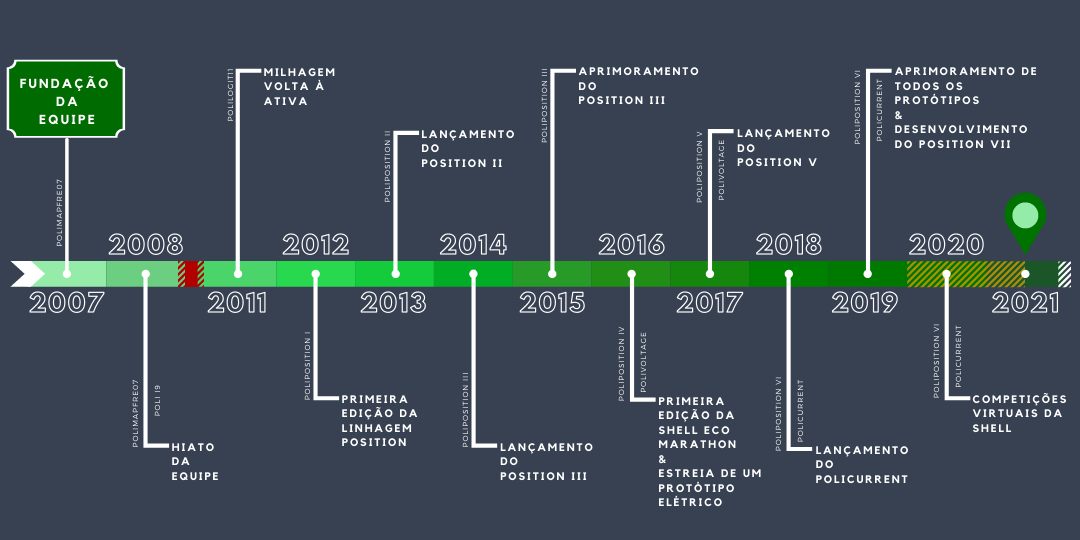 FUNDAÇÃO
DA
EQUIPE
POLIMAPFRE07
2007
2008
POLIMAPFRE07
POLI I9
HIATO
DA
EQUIPE
MILHAGEM
VOLTA À
ATIVA
2011
2012
POLIPOSITION I
PRIMEIRA
EDIÇÃO DA
LINHAGEM
POSITION
POLIPOSITION II
LANÇAMENTO
DO
POSITION II
2013
2014
POLIPOSITION III
LANÇAMENTO
DO
POSITION III
POLIPOSITION III
APRIMORAMENTO
DO
POSITION III
2015
2016
POLIPOSITION IV
POLIVOLTAGE
PRIMEIRA
EDIÇÃO DA
SHELL ECO
MARATHON
&
ESTREIA DE UM
PROTÓTIPO
ELÉTRICO
POLIPOSITION V
POLIVOLTAGE
LANÇAMENTO
DO
POSITION V
2017
2018
POLIPOSITION VI
POLICURRENT
LANÇAMENTO
DO
POLICURRENT
POLIPOSITION VI
POLICURRENT
APRIMORAMENTO DE
TODOS OS
PROTÓTIPOS
&
DESENVOLVIMENTO
DO POSITION VII
2019
2020
POLIPOSITION VI
POLICURRENT
COMPETIÇÕES
VIRTUAIS DA
SHELL
2021